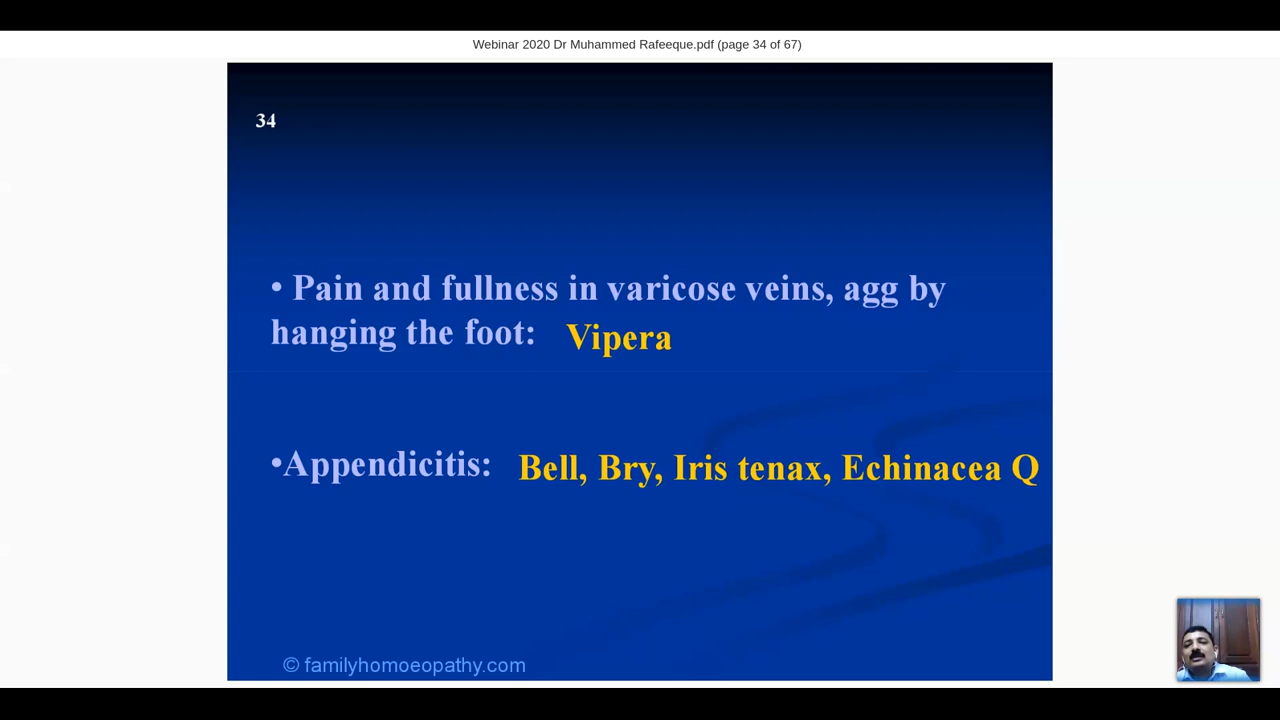 Webinar 2020 Dr Muhammed Rafeeque.pdf (page 34 of 67)
34
• Pain and fullness in varicose veins, agg by
hanging the foot: Vipera
•Appendicitis: Bell, Bry, Iris tenax, Echinacea Q
© familyhomoeopathy.com